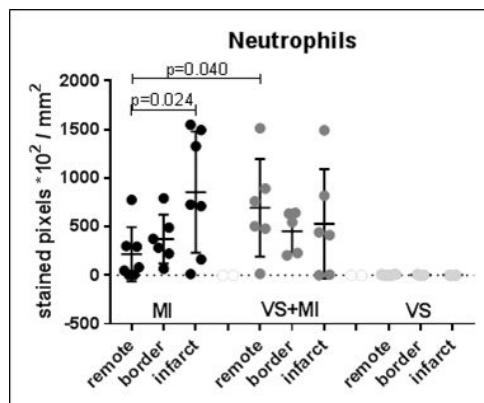 Neutrophils
stained pixels *10² / mm²
2000
1500
1000
500
0
-500
p=0.040
p=0.024
MI
VS+MI
VS
remote
border
infarct
remote
border
infarct
remote
border
infarct